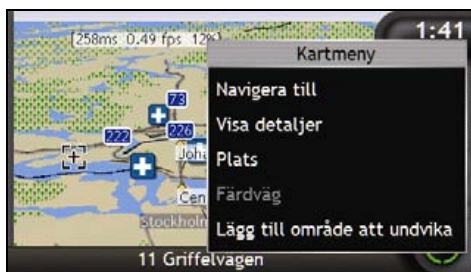 [258ms 0.49 fps 12%]
1:41
Kartmeny
Navigera till
Visa detaljer
Plats
Färdväg
Lägg till område att undvika
73
222
226
Joha
Cen
Stockholm
11 Griffelvägen